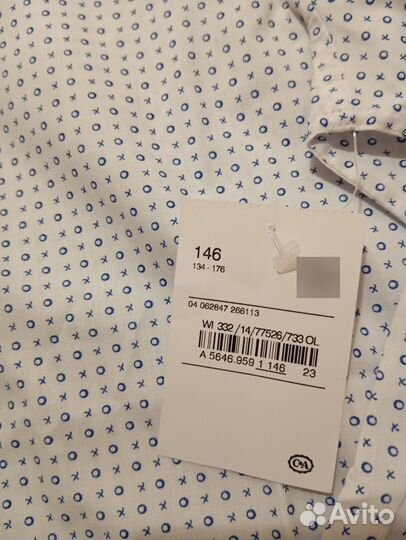 146
134 - 176
04 062847 266113
WI 332 /14/77526/733 OL
A 5646.959 1 146 23
C&A
Avito